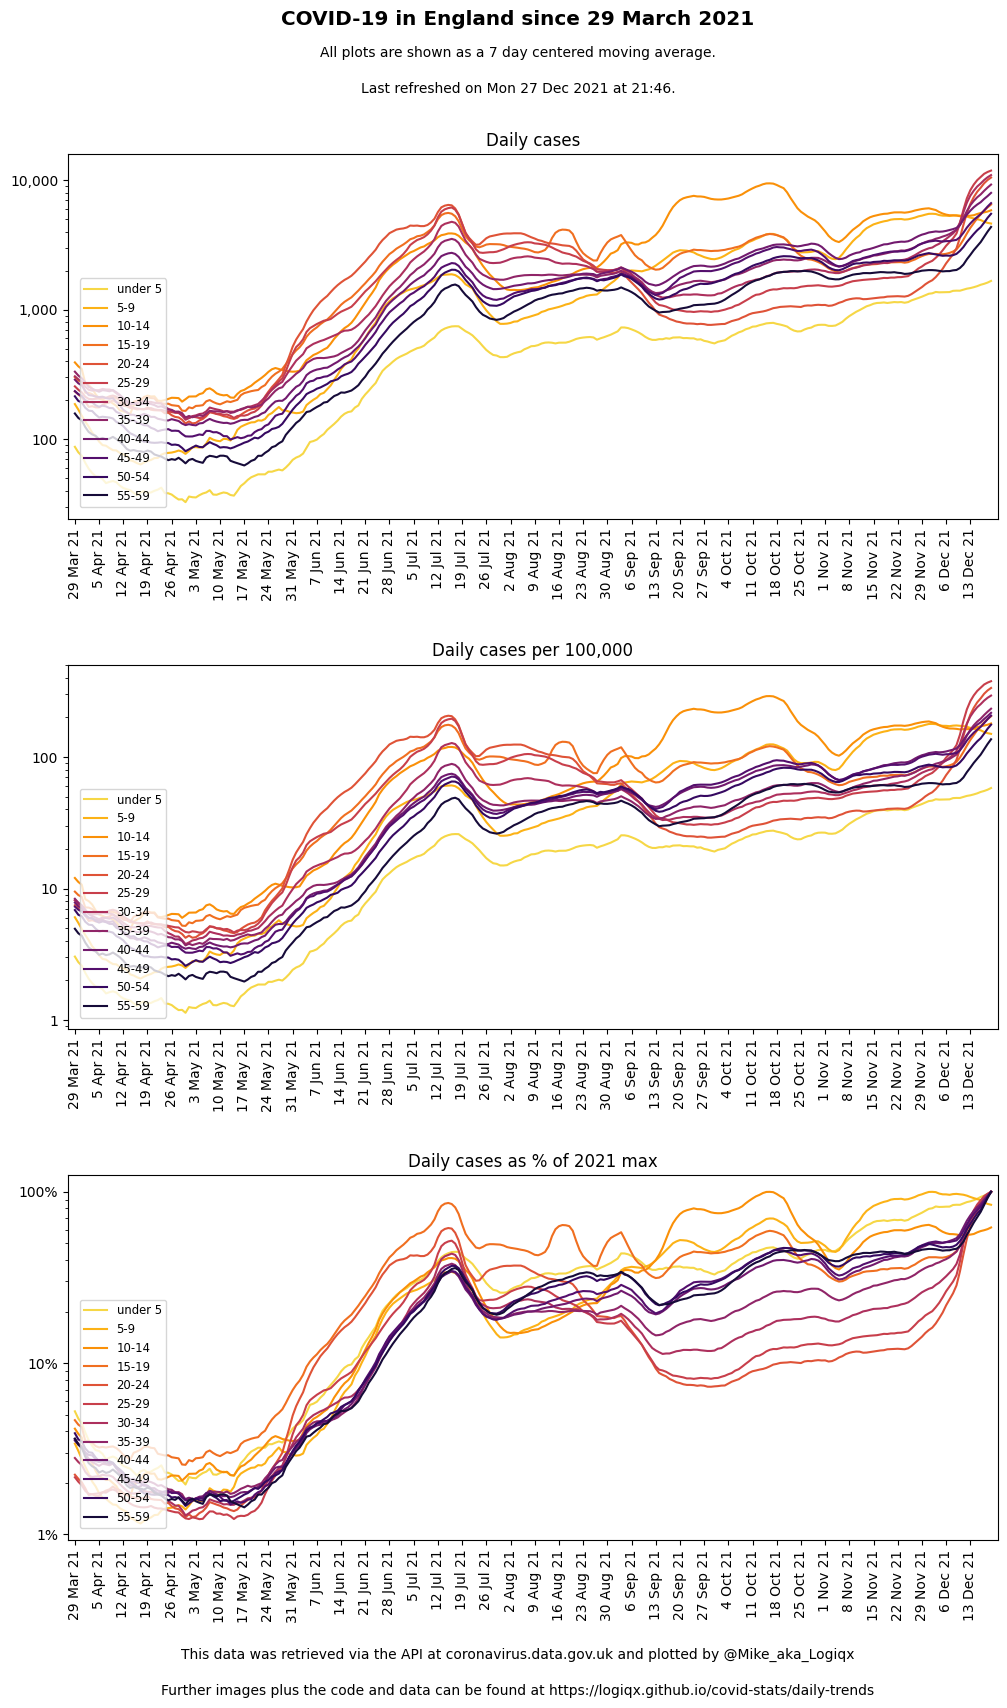 COVID-19 in England since 29 March 2021
All plots are shown as a 7 day centered moving average.
Last refreshed on Mon 27 Dec 2021 at 21:46.
Daily cases
10,000
1,000
100
under 5
5-9
10-14
15-19
20-24
25-29
30-34
35-39
40-44
45-49
50-54
55-59
29 Mar 21
5 Apr 21
12 Apr 21
19 Apr 21
26 Apr 21
3 May 21
10 May 21
17 May 21
24 May 21
31 May 21
7 Jun 21
14 Jun 21
21 Jun 21
28 Jun 21
5 Jul 21
12 Jul 21
19 Jul 21
26 Jul 21
2 Aug 21
9 Aug 21
16 Aug 21
23 Aug 21
30 Aug 21
6 Sep 21
13 Sep 21
20 Sep 21
27 Sep 21
4 Oct 21
11 Oct 21
18 Oct 21
25 Oct 21
1 Nov 21
8 Nov 21
15 Nov 21
22 Nov 21
29 Nov 21
6 Dec 21
13 Dec 21
Daily cases per 100,000
100
10
1
under 5
5-9
10-14
15-19
20-24
25-29
30-34
35-39
40-44
45-49
50-54
55-59
29 Mar 21
5 Apr 21
12 Apr 21
19 Apr 21
26 Apr 21
3 May 21
10 May 21
17 May 21
24 May 21
31 May 21
7 Jun 21
14 Jun 21
21 Jun 21
28 Jun 21
5 Jul 21
12 Jul 21
19 Jul 21
26 Jul 21
2 Aug 21
9 Aug 21
16 Aug 21
23 Aug 21
30 Aug 21
6 Sep 21
13 Sep 21
20 Sep 21
27 Sep 21
4 Oct 21
11 Oct 21
18 Oct 21
25 Oct 21
1 Nov 21
8 Nov 21
15 Nov 21
22 Nov 21
29 Nov 21
6 Dec 21
13 Dec 21
Daily cases as % of 2021 max
100%
10%
1%
under 5
5-9
10-14
15-19
20-24
25-29
30-34
35-39
40-44
45-49
50-54
55-59
29 Mar 21
5 Apr 21
12 Apr 21
19 Apr 21
26 Apr 21
3 May 21
10 May 21
17 May 21
24 May 21
31 May 21
7 Jun 21
14 Jun 21
21 Jun 21
28 Jun 21
5 Jul 21
12 Jul 21
19 Jul 21
26 Jul 21
2 Aug 21
9 Aug 21
16 Aug 21
23 Aug 21
30 Aug 21
6 Sep 21
13 Sep 21
20 Sep 21
27 Sep 21
4 Oct 21
11 Oct 21
18 Oct 21
25 Oct 21
1 Nov 21
8 Nov 21
15 Nov 21
22 Nov 21
29 Nov 21
6 Dec 21
13 Dec 21
This data was retrieved via the API at coronavirus.data.gov.uk and plotted by @Mike_aka_Logiqx
Further images plus the code and data can be found at https://logiqx.github.io/covid-stats/daily-trends